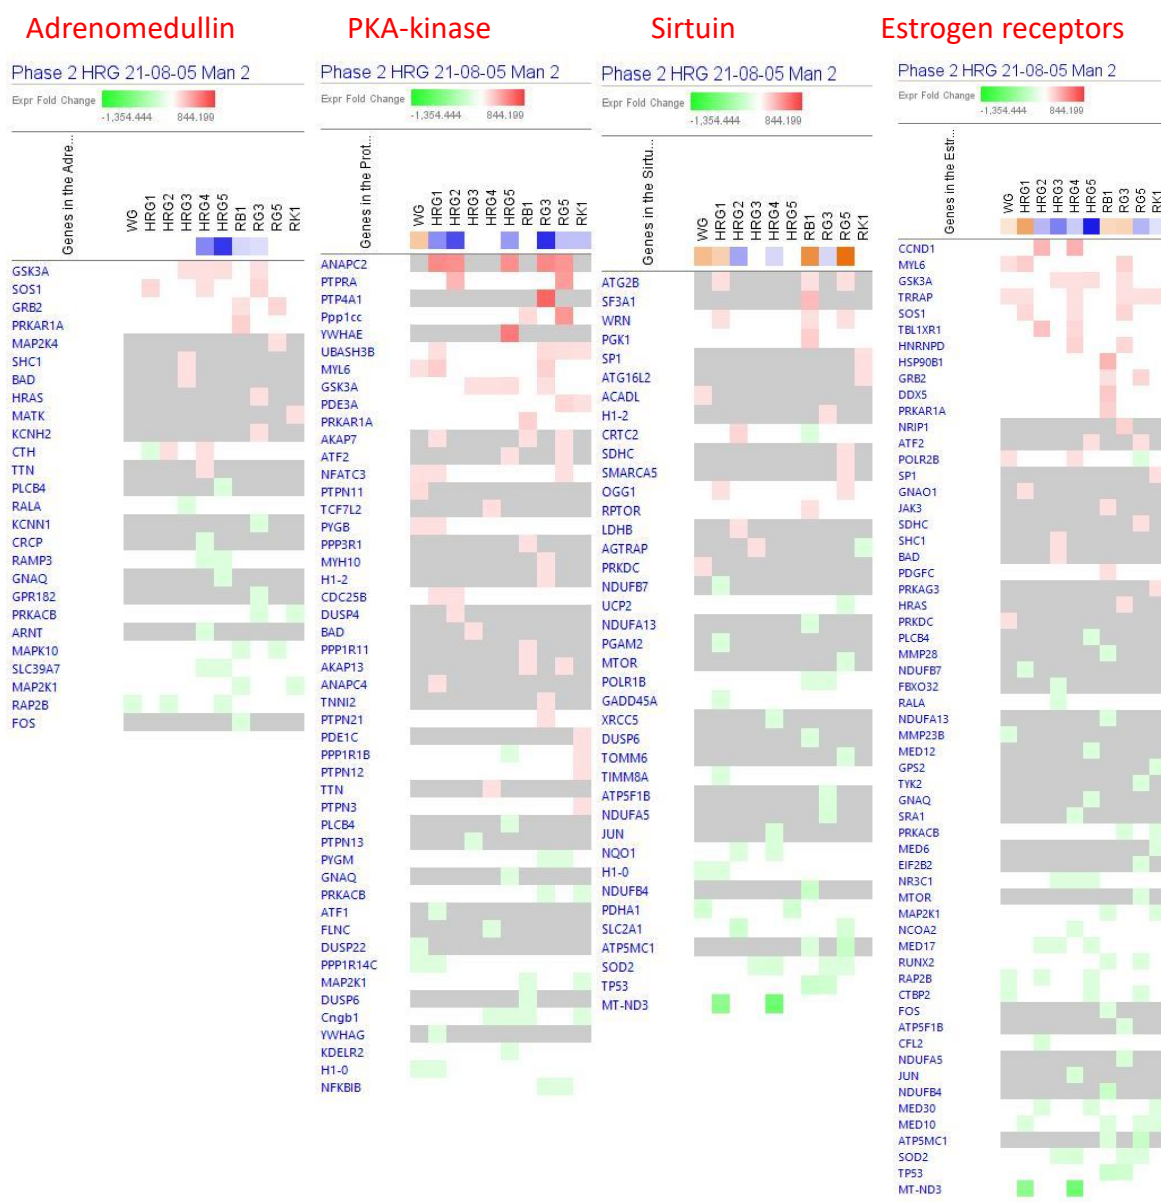 Adrenomedullin
Phase 2 HRG 21-08-05 Man 2
Expr Fold Change
-1,354.444 844.199
Genes in the Adre...
WG
HRG1
HRG2
HRG3
HRG4
HRG5
RB1
RG3
RG5
RK1
GSK3A
SOS1
GRB2
PRKAR1A
MAP2K4
SHC1
BAD
HRAS
MATK
KCNH2
CTH
TTN
PLCB4
RALA
KCNN1
CRCP
RAMP3
GNAQ
GPR182
PRKACB
ARNT
MAPK10
SLC39A7
MAP2K1
RAP2B
FOS
PKA-kinase
Phase 2 HRG 21-08-05 Man 2
Expr Fold Change
-1,354.444 844.199
Genes in the Prot...
WG
HRG1
HRG2
HRG3
HRG4
HRG5
RB1
RG3
RG5
RK1
ANAPC2
PTPRA
PTP4A1
Ppp1cc
YWHAE
UBASH3B
MYL6
GSK3A
PDE3A
PRKAR1A
AKAP7
ATF2
NFATC3
PTPN11
TCF7L2
PYGB
PPP3R1
MYH10
H1-2
CDC25B
DUSP4
BAD
PPP1R11
AKAP13
ANAPC4
TNNI2
PTPN21
PDE1C
PPP1R1B
PTPN12
TTN
PTPN3
PLCB4
PTPN13
PYGM
GNAQ
PRKACB
ATF1
FLNC
DUSP22
PPP1R14C
MAP2K1
DUSP6
Cngb1
YWHAG
KDELR2
H1-0
NFKBIB
Sirtuin
Phase 2 HRG 21-08-05 Man 2
Expr Fold Change
-1,354.444 844.199
Genes in the Sirtu...
WG
HRG1
HRG2
HRG3
HRG4
HRG5
RB1
RG3
RG5
RK1
ATG2B
SF3A1
WRN
PGK1
SP1
ATG16L2
ACADL
H1-2
CRTC2
SDHC
SMARCA5
OGG1
RPTOR
LDHB
AGTRAP
PRKDC
NDUFB7
UCP2
NDUFA13
PGAM2
MTOR
POLR1B
GADD45A
XRCC5
DUSP6
TOMM6
TIMM8A
ATP5F1B
NDUFA5
JUN
NQO1
H1-0
NDUFB4
PDHA1
SLC2A1
ATP5MC1
SOD2
TP53
MT-ND3
Estrogen receptors
Phase 2 HRG 21-08-05 Man 2
Expr Fold Change
-1,354.444 844.199
Genes in the Estr...
WG
HRG1
HRG2
HRG3
HRG4
HRG5
RB1
RG3
RG5
RK1
CCND1
MYL6
GSK3A
TRRAP
SOS1
TBL1XR1
HNRNPD
HSP90B1
GRB2
DDX5
PRKAR1A
NRIP1
ATF2
POLR2B
SP1
GNAO1
JAK3
SDHC
SHC1
BAD
PDGFC
PRKAG3
HRAS
PRKDC
PLCB4
MMP28
NDUFB7
FBXO32
RALA
NDUFA13
MMP23B
MED12
GPS2
TYK2
GNAQ
SRA1
PRKACB
MED6
EIF2B2
NR3C1
MTOR
MAP2K1
NCOA2
MED17
RUNX2
RAP2B
CTBP2
FOS
ATP5F1B
CFL2
NDUFA5
JUN
NDUFB4
MED30
MED10
ATP5MC1
SOD2
TP53
MT-ND3